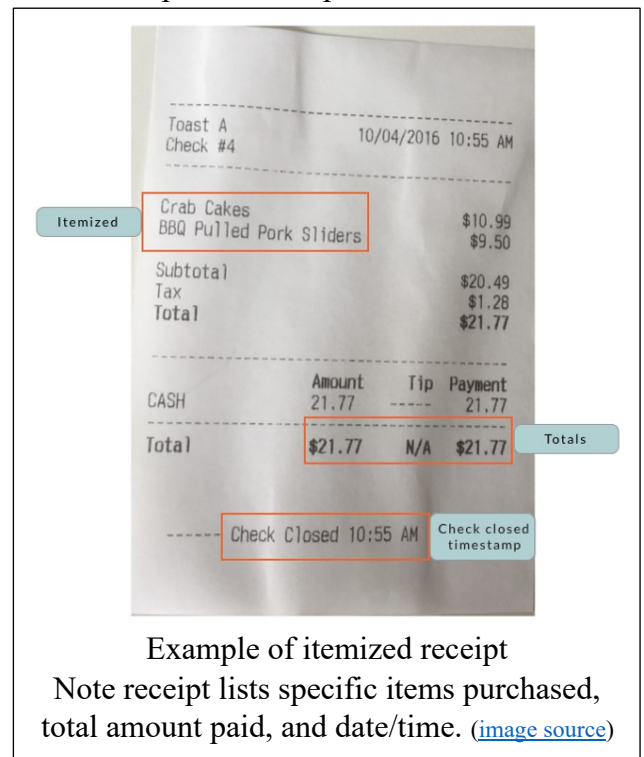 Toast A
Check #4
10/04/2016 10:55 AM
Itemized
Crab Cakes $10.99
BBQ Pulled Pork Sliders $9.50
Subtotal $20.49
Tax $1.28
Total $21.77
Amount Tip Payment
CASH 21.77 ----- 21.77
Total $21.77 N/A $21.77
Totals
------ Check Closed 10:55 AM
Check closed
timestamp
Example of itemized receipt
Note receipt lists specific items purchased,
total amount paid, and date/time. (image source)